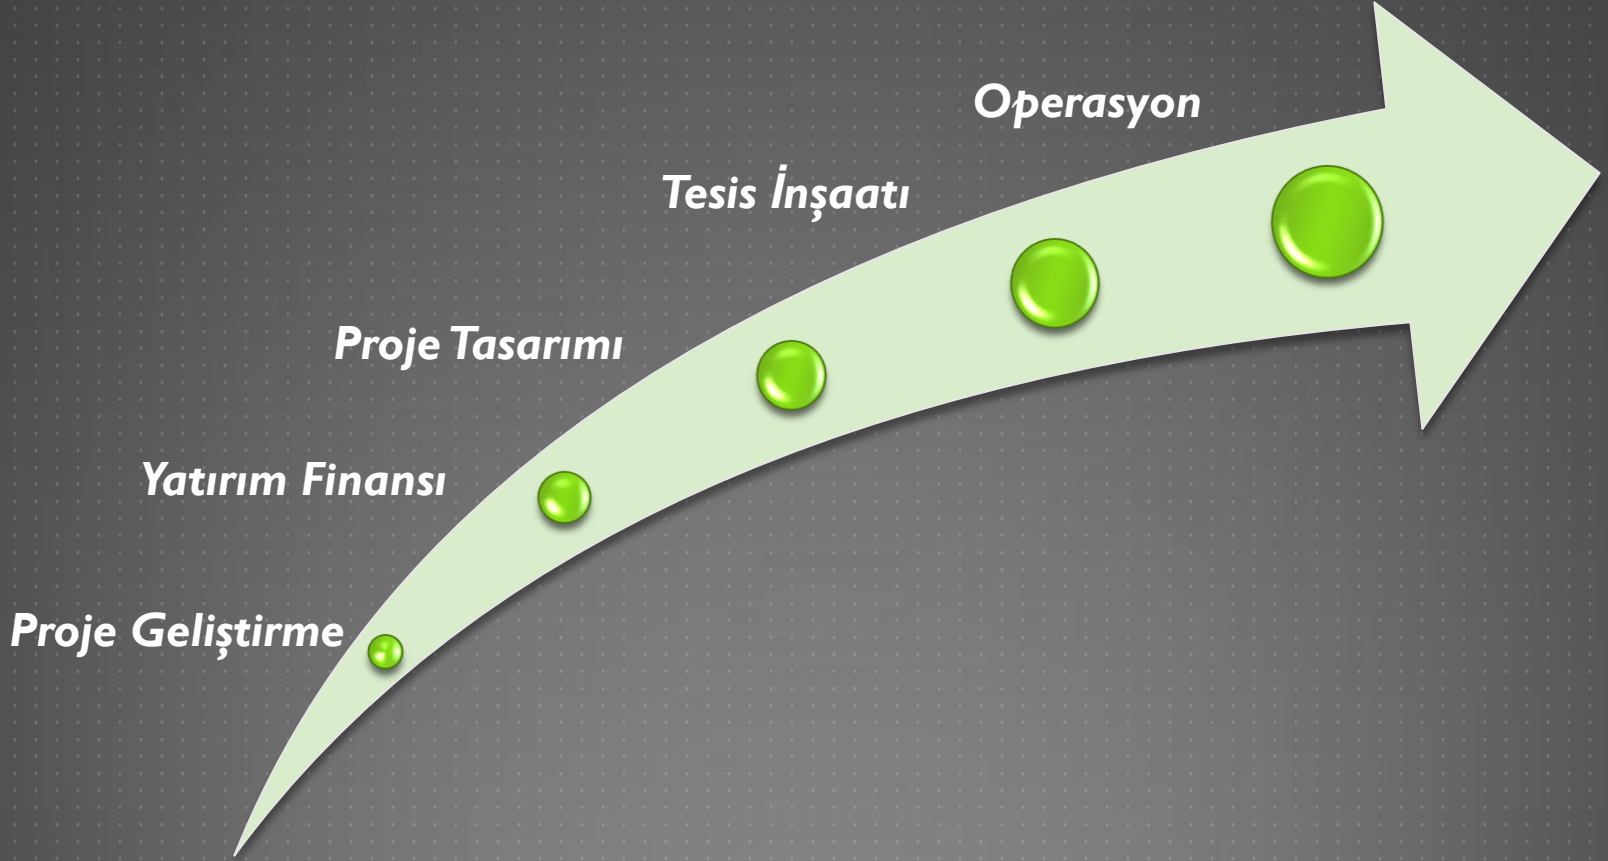 Operasyon
Tesis İnşaatı
Proje Tasarımı
Yatırım Finansı
Proje Geliştirme